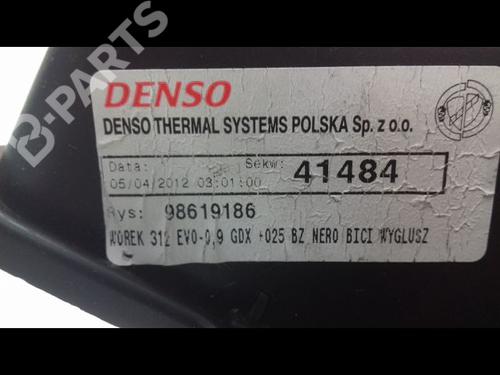 B-PARTS
DENSO
DENSO THERMAL SYSTEMS POLSKA Sp. z o.o.
Data: Sekw: 41484
05/04/2012 03:01:00
Rys: 98619186
WOREK 312 EVO-0,9 GDX +025 BZ NERO BICI WYGLUSZ